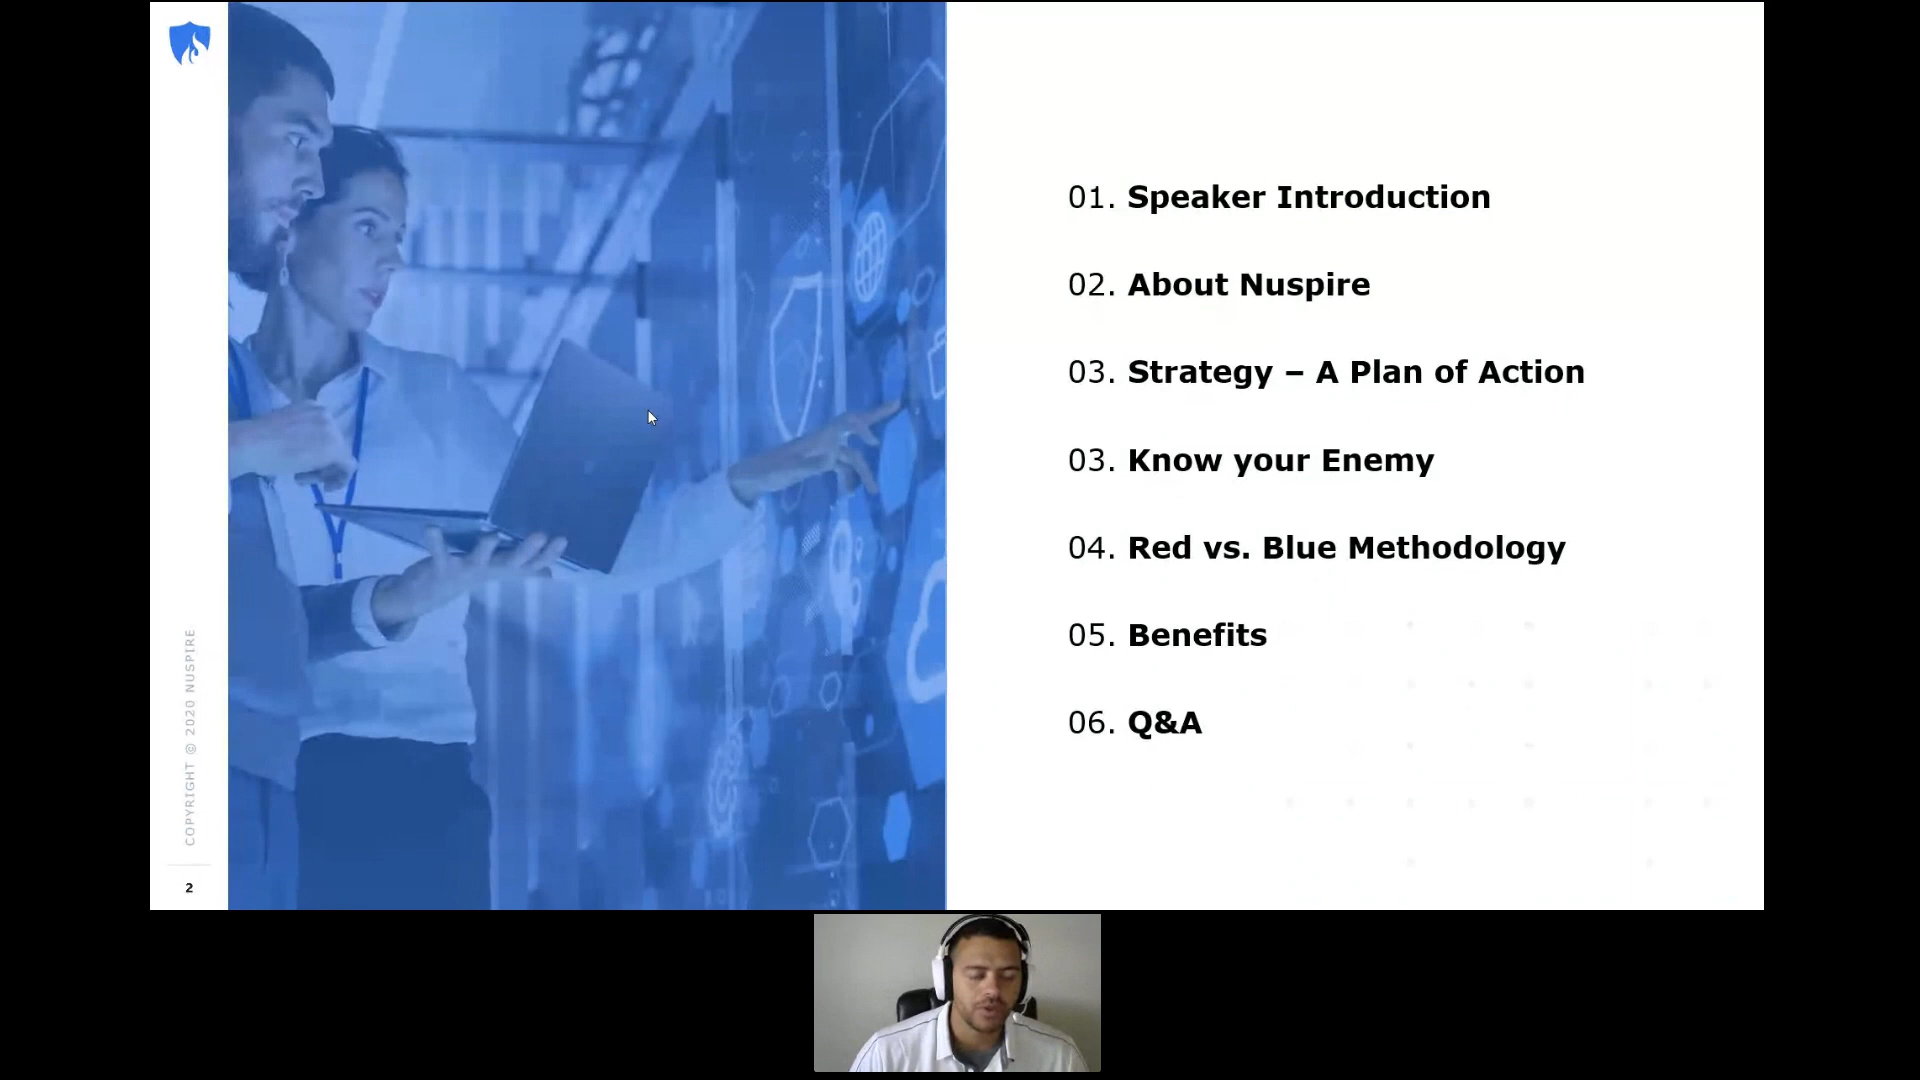 01. Speaker Introduction
02. About Nuspire
03. Strategy – A Plan of Action
03. Know your Enemy
04. Red vs. Blue Methodology
05. Benefits
06. Q&A
COPYRIGHT © 2020 NUSPIRE
2